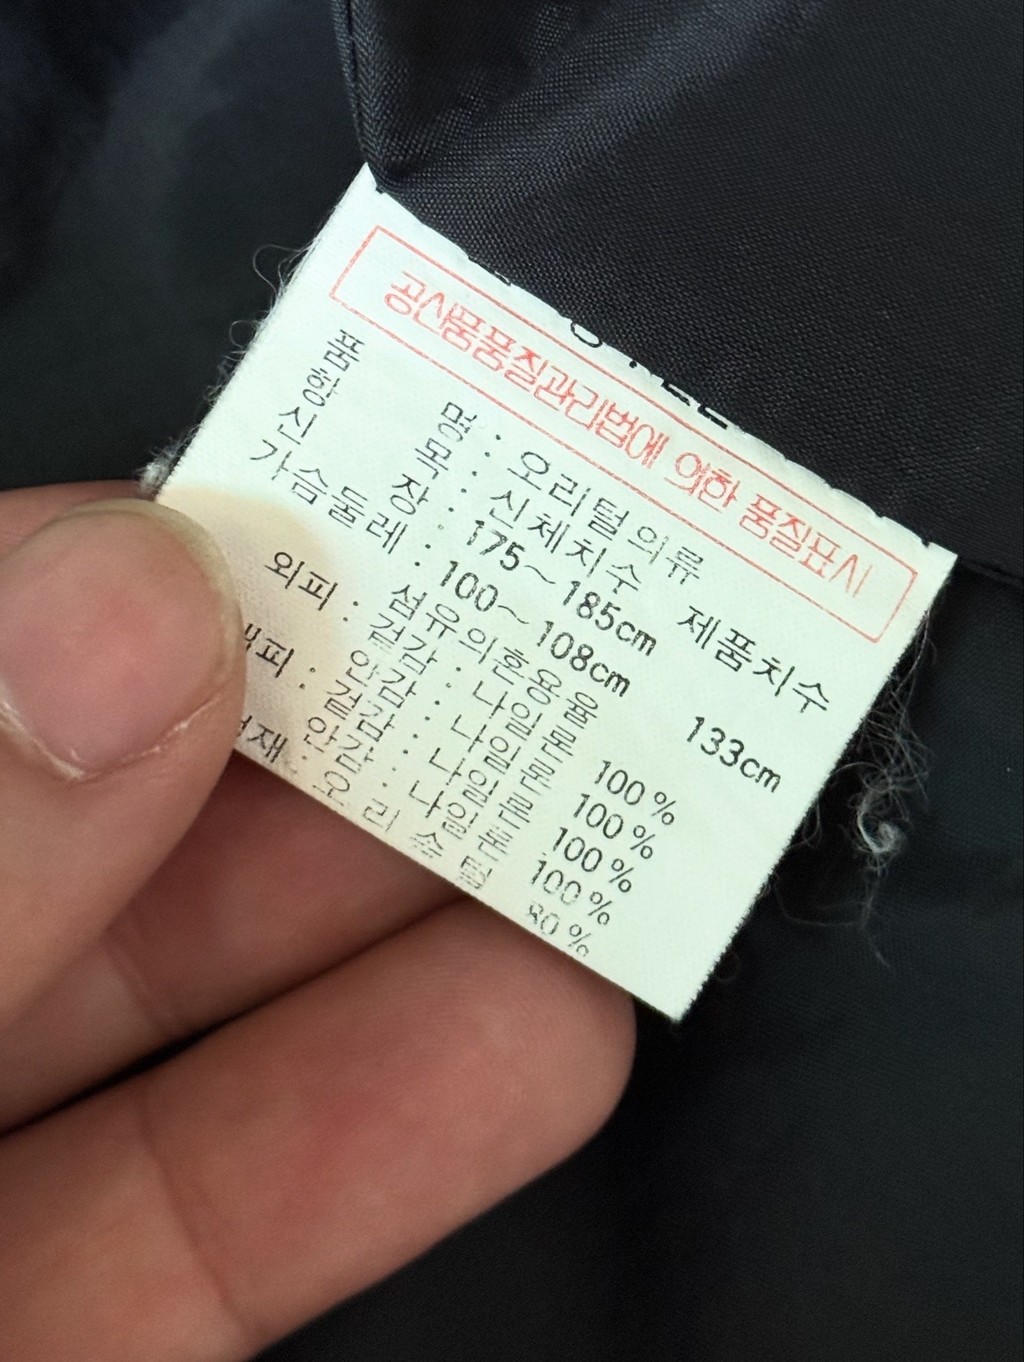 공산품품질관리법에 의한 품질표시
품 명 : 오리털의류
항 목 : 신체치수 제품치수
신 장 : 175~185cm
가슴둘레 : 100~108cm 133cm
섬유의혼용율
외피 : 겉감 : 나일론 100%
안감 : 나일론 100%
피 : 겉감 : 나일론 100%
안감 : 나일론 100%
재 : 오리솜털 80%